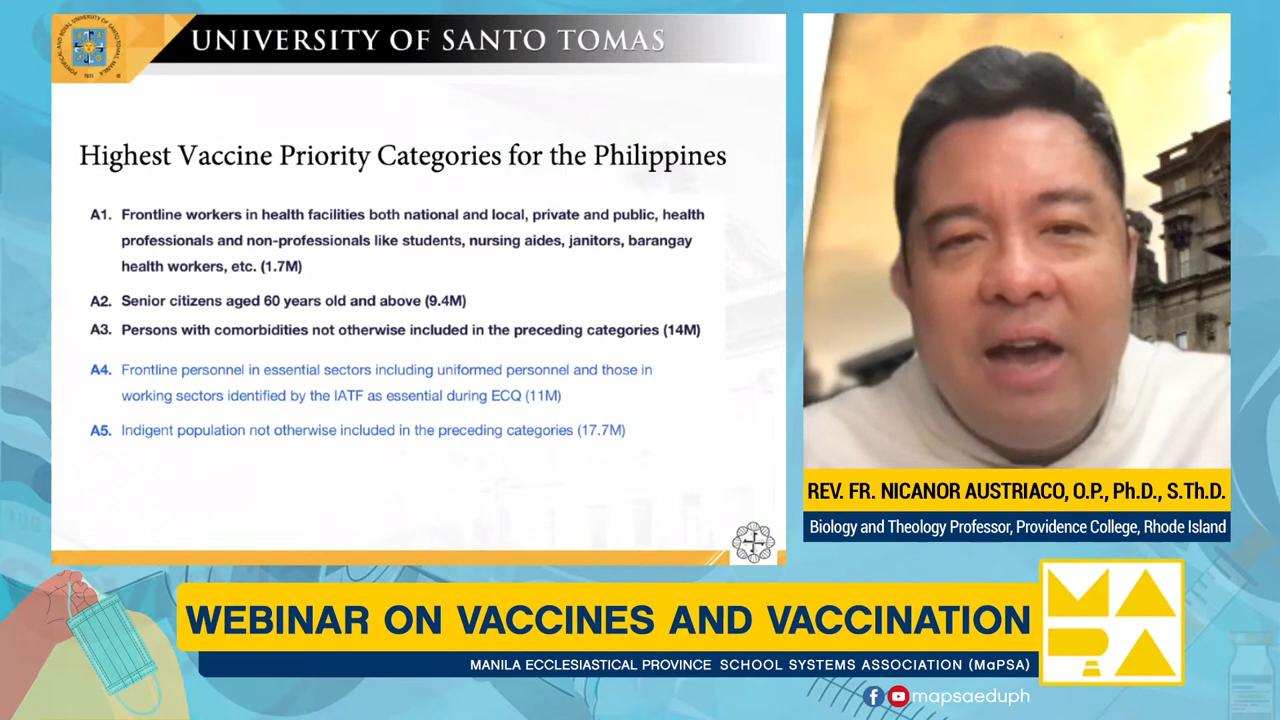 UNIVERSITY OF SANTO TOMAS
Highest Vaccine Priority Categories for the Philippines
A1. Frontline workers in health facilities both national and local, private and public, health
professionals and non-professionals like students, nursing aides, janitors, barangay
health workers, etc. (1.7M)
A2. Senior citizens aged 60 years old and above (9.4M)
A3. Persons with comorbidities not otherwise included in the preceding categories (14M)
A4. Frontline personnel in essential sectors including uniformed personnel and those in
working sectors identified by the IATF as essential during ECQ (11M)
A5. Indigent population not otherwise included in the preceding categories (17.7M)
REV. FR. NICANOR AUSTRIACO, O.P., Ph.D., S.Th.D.
Biology and Theology Professor, Providence College, Rhode Island
WEBINAR ON VACCINES AND VACCINATION
MANILA ECCLESIASTICAL PROVINCE SCHOOL SYSTEMS ASSOCIATION (MaPSA)
mapsaeduph
MA
PA